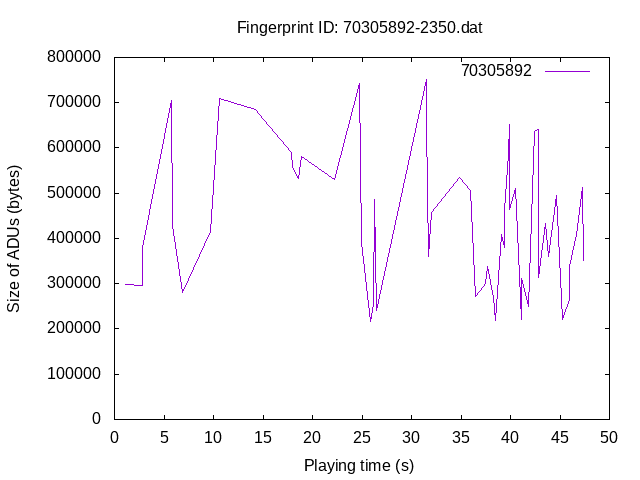 Fingerprint ID: 70305892-2350.dat
800000
70305892
700000
600000
500000
400000
300000
200000
100000
0
Size of ADUs (bytes)
0 5 10 15 20 25 30 35 40 45 50
Playing time (s)